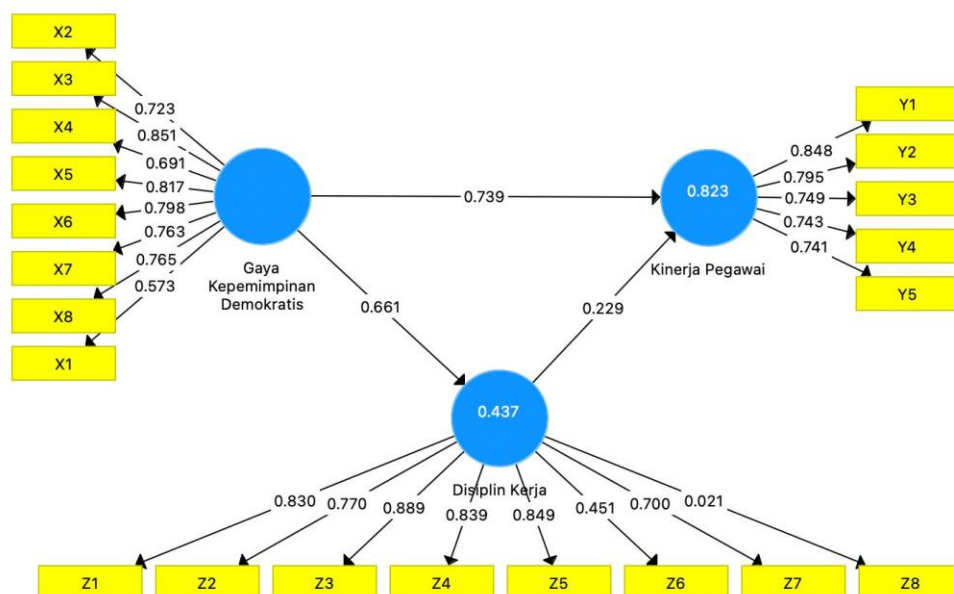 X2
X3
X4
X5
X6
X7
X8
X1
0.723
0.851
0.691
0.817
0.798
0.763
0.765
0.573
Gaya
Kepemimpinan
Demokratis
0.739
0.661
0.823
Kinerja Pegawai
0.229
0.848
0.795
0.749
0.743
0.741
Y1
Y2
Y3
Y4
Y5
0.437
Disiplin Kerja
0.830
0.770
0.889
0.839
0.849
0.451
0.700
0.021
Z1
Z2
Z3
Z4
Z5
Z6
Z7
Z8